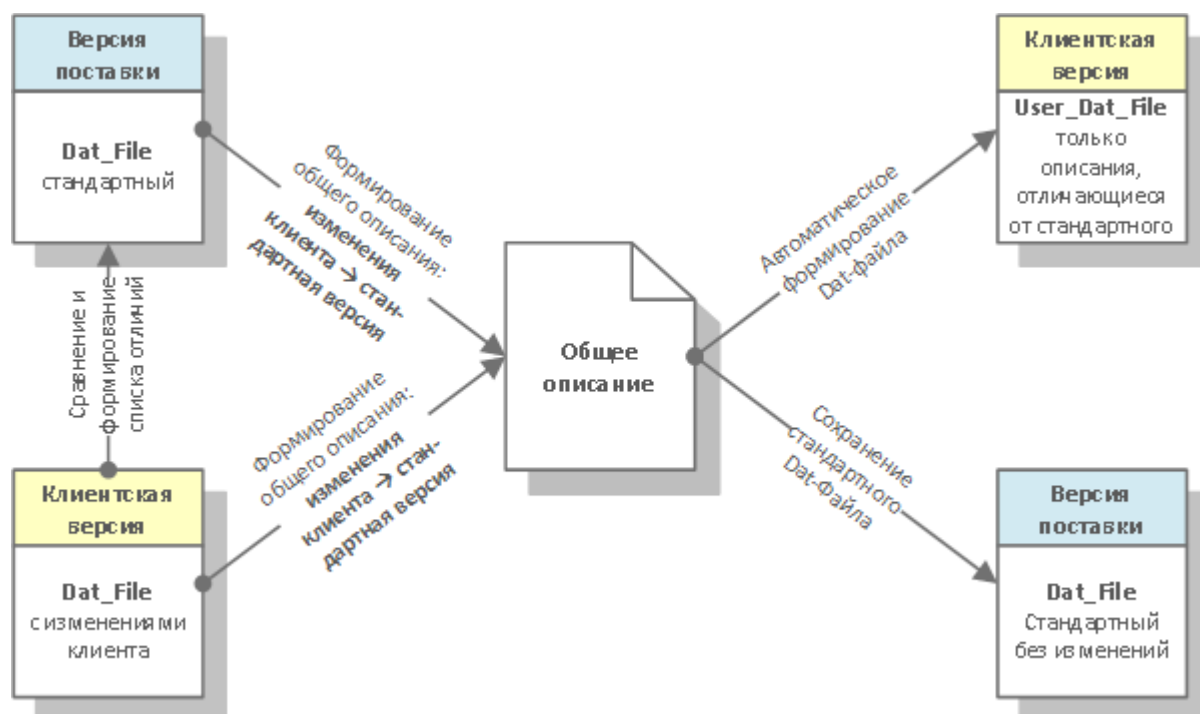 Версия
поставки
Dat_File
стандартный
Сравнение и
формирование
списка отличий
Клиентская
версия
Dat_File
с изменениями
клиента
Формирование
общего описания:
изменения
клиента → стан-
дартная версия
Формирование
общего описания:
изменения
клиента → стан-
дартная версия
Общее
описание
Автоматическое
формирование
Dat-файла
Сохранение
стандартного
Dat-Файла
Клиентская
версия
User_Dat_File
только
описания,
отличающиеся
от стандартного
Версия
поставки
Dat_File
Стандартный
без изменений